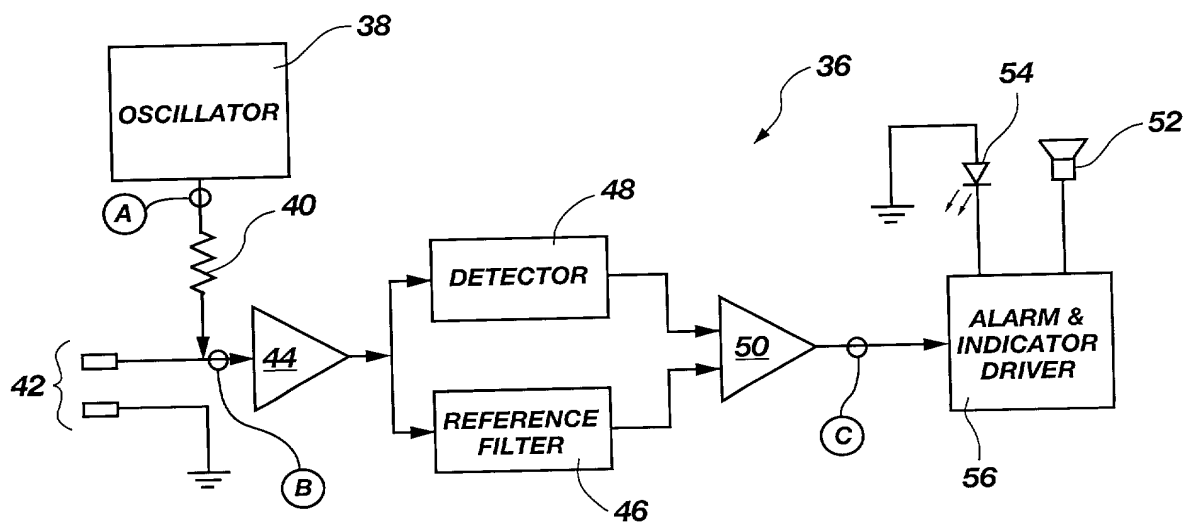 38
OSCILLATOR
36
54
52
A
40
48
DETECTOR
44
50
ALARM &
INDICATOR
DRIVER
42
REFERENCE
FILTER
B
C
46
56